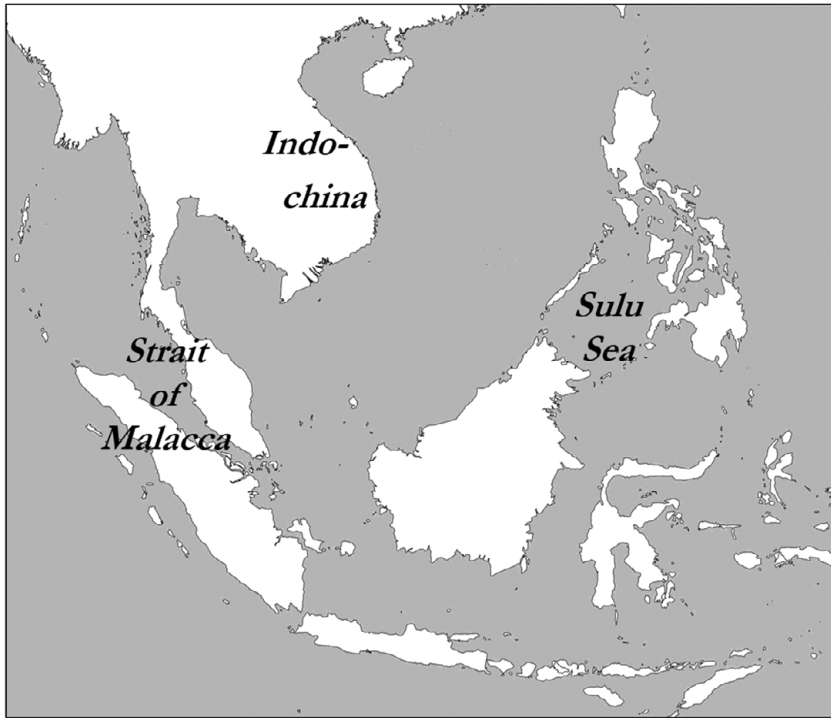 Indo-
china
Sulu
Sea
Strait
of
Malacca